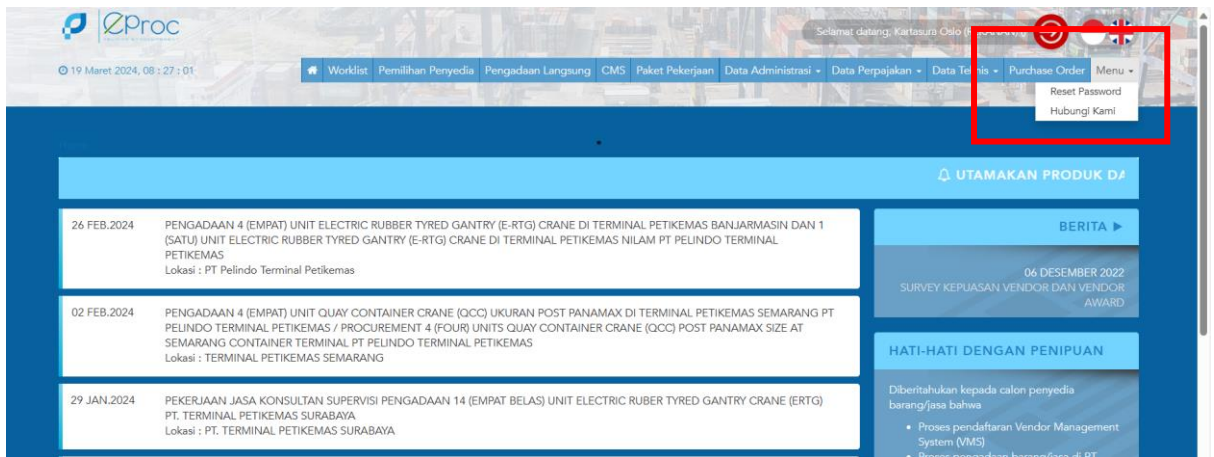 eProc
Selamat datang, Kartasura Oslo
19 Maret 2024, 08 : 27 : 01
Worklist Pemilihan Penyedia Pengadaan Langsung CMS Paket Pekerjaan Data Administrasi Data Perpajakan Data Teknis Purchase Order Menu
Reset Password
Hubungi Kami
UTAMAKAN PRODUK DA
26 FEB.2024
PENGADAAN 4 (EMPAT) UNIT ELECTRIC RUBBER TYRED GANTRY (E-RTG) CRANE DI TERMINAL PETIKEMAS BANJARMASIN DAN 1
(SATU) UNIT ELECTRIC RUBBER TYRED GANTRY (E-RTG) CRANE DI TERMINAL PETIKEMAS NILAM PT PELINDO TERMINAL
PETIKEMAS
Lokasi : PT Pelindo Terminal Petikemas
02 FEB.2024
PENGADAAN 4 (EMPAT) UNIT QUAY CONTAINER CRANE (QCC) UKURAN POST PANAMAX DI TERMINAL PETIKEMAS SEMARANG PT
PELINDO TERMINAL PETIKEMAS / PROCUREMENT 4 (FOUR) UNITS QUAY CONTAINER CRANE (QCC) POST PANAMAX SIZE AT
SEMARANG CONTAINER TERMINAL PT PELINDO TERMINAL PETIKEMAS
Lokasi : TERMINAL PETIKEMAS SEMARANG
29 JAN.2024
PEKERJAAN JASA KONSULTAN SUPERVISI PENGADAAN 14 (EMPAT BELAS) UNIT ELECTRIC RUBER TYRED GANTRY CRANE (ERTG)
PT. TERMINAL PETIKEMAS SURABAYA
Lokasi : PT. TERMINAL PETIKEMAS SURABAYA
BERITA
06 DESEMBER 2022
SURVEY KEPUASAN VENDOR DAN VENDOR
AWARD
HATI-HATI DENGAN PENIPUAN
Diberitahukan kepada calon penyedia
barang/jasa bahwa
• Proses pendaftaran Vendor Management
System (VMS)
• Proses pengadaan barang/jasa di PT